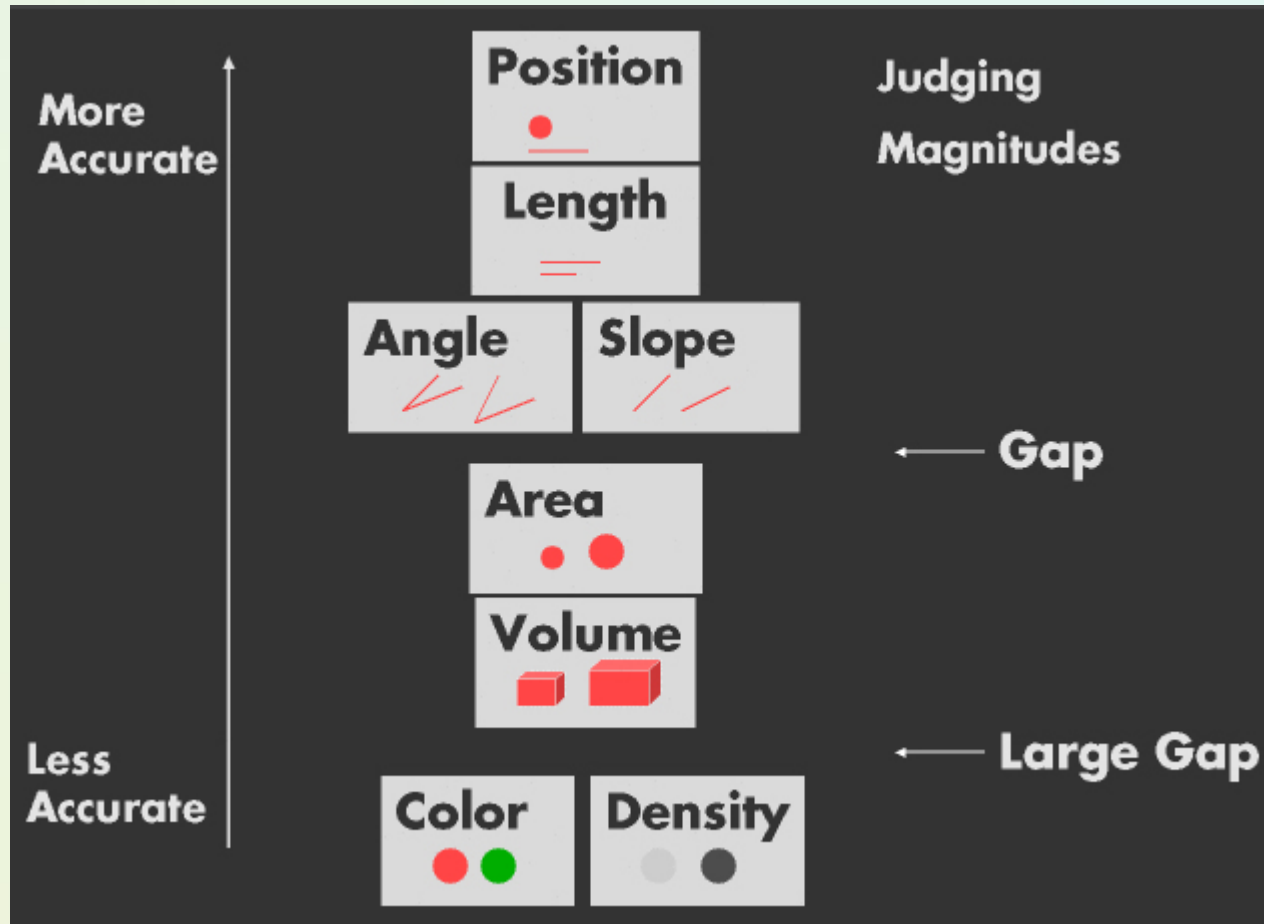 Position
Judging
Magnitudes
More
Accurate
Length
Angle
Slope
Gap
Area
Volume
Less
Accurate
Large Gap
Color
Density